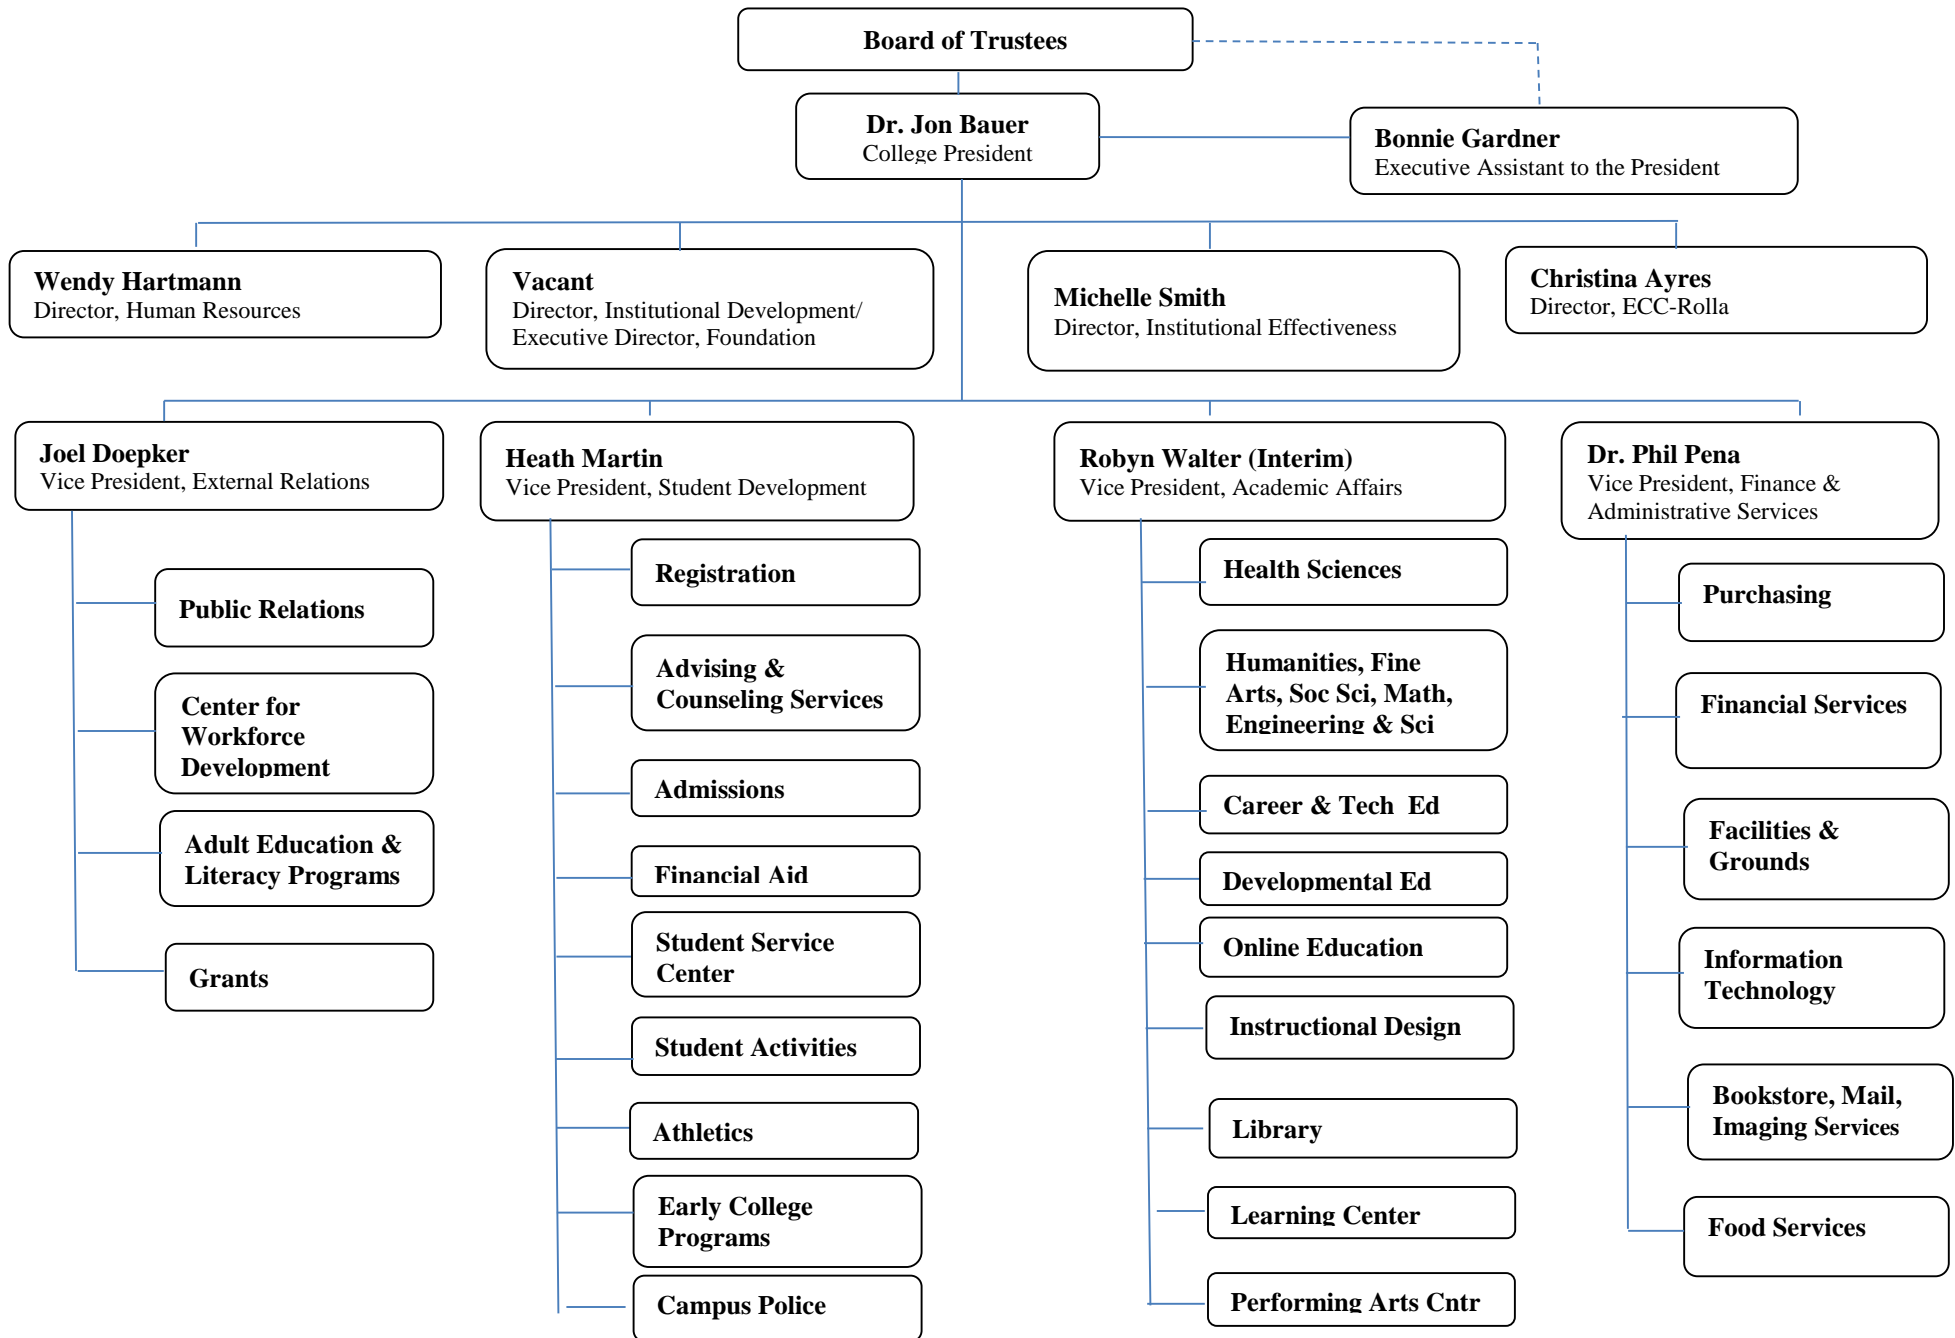 Board of Trustees
Dr. Jon Bauer
College President
Bonnie Gardner
Executive Assistant to the President
Wendy Hartmann
Director, Human Resources
Vacant
Director, Institutional Development/
Executive Director, Foundation
Michelle Smith
Director, Institutional Effectiveness
Christina Ayres
Director, ECC-Rolla
Joel Doepker
Vice President, External Relations
Public Relations
Center for
Workforce
Development
Adult Education &
Literacy Programs
Grants
Heath Martin
Vice President, Student Development
Registration
Advising &
Counseling Services
Admissions
Financial Aid
Student Service
Center
Student Activities
Athletics
Early College
Programs
Campus Police
Robyn Walter (Interim)
Vice President, Academic Affairs
Health Sciences
Humanities, Fine
Arts, Soc Sci, Math,
Engineering & Sci
Career & Tech  Ed
Developmental Ed
Online Education
Instructional Design
Library
Learning Center
Performing Arts Cntr
Dr. Phil Pena
Vice President, Finance &
Administrative Services
Purchasing
Financial Services
Facilities &
Grounds
Information
Technology
Bookstore, Mail,
Imaging Services
Food Services